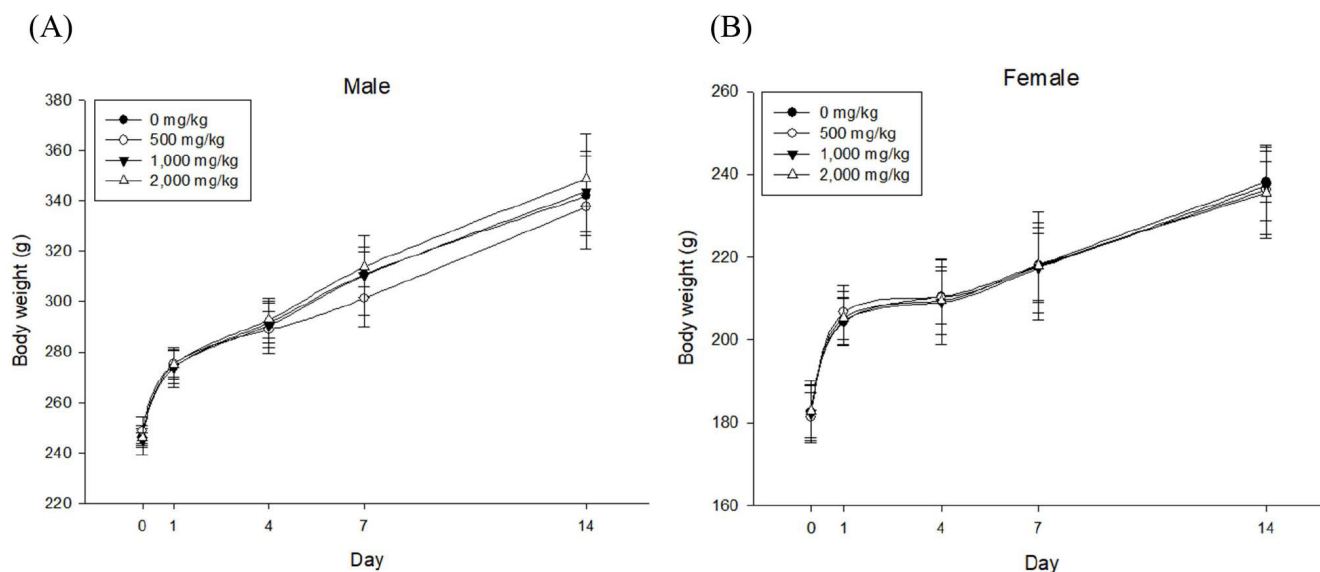 (A)
Male
380
360
340
320
300
280
260
240
220
0 mg/kg
500 mg/kg
1,000 mg/kg
2,000 mg/kg
Body weight (g)
0 1 4 7 14
Day
(B)
Female
260
240
220
200
180
160
0 mg/kg
500 mg/kg
1,000 mg/kg
2,000 mg/kg
Body weight (g)
0 1 4 7 14
Day